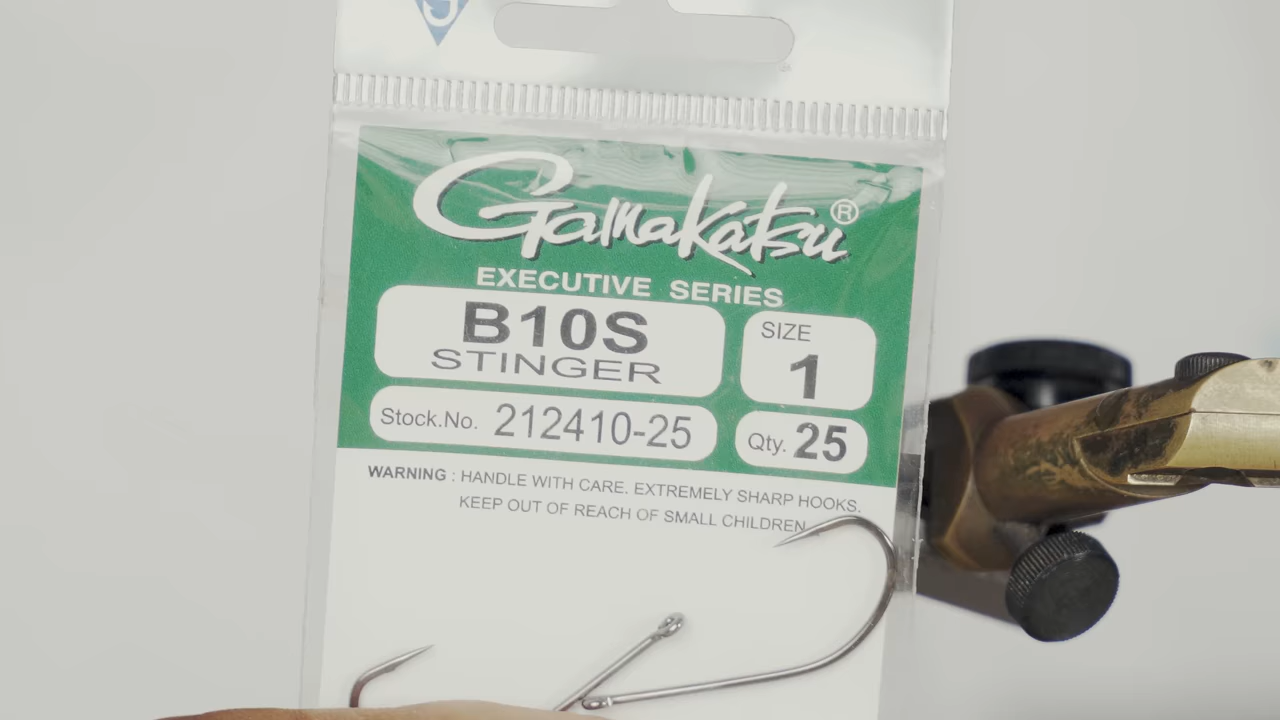 Gamakatsu®
EXECUTIVE SERIES
B10S
STINGER
SIZE
1
Stock.No. 212410-25
Qty. 25
WARNING : HANDLE WITH CARE. EXTREMELY SHARP HOOKS.
KEEP OUT OF REACH OF SMALL CHILDREN